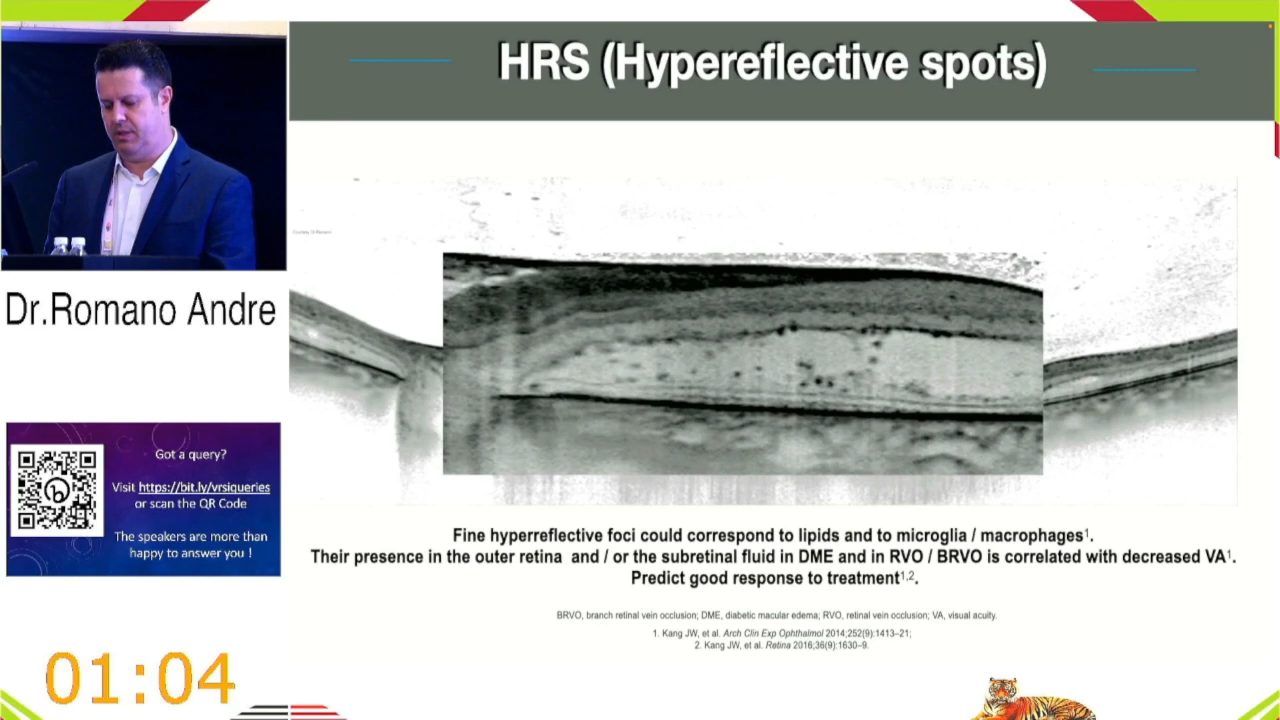 HRS (Hypereflective spots)
Courtesy Dr Romano
Dr.Romano Andre
Got a query?
Visit https://bit.ly/vrsiqueries
or scan the QR Code
The speakers are more than
happy to answer you !
Fine hyperreflective foci could correspond to lipids and to microglia / macrophages1.
Their presence in the outer retina and / or the subretinal fluid in DME and in RVO / BRVO is correlated with decreased VA1.
Predict good response to treatment1,2.
BRVO, branch retinal vein occlusion; DME, diabetic macular edema; RVO, retinal vein occlusion; VA, visual acuity.
1. Kang JW, et al. Arch Clin Exp Ophthalmol 2014;252(9):1413–21;
2. Kang JW, et al. Retina 2016;36(9):1630–9.
01:04